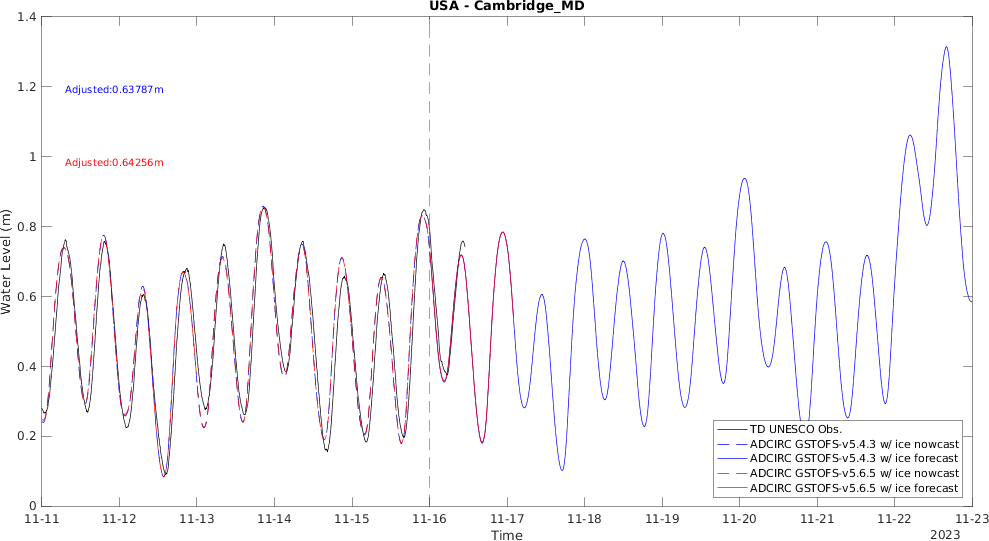 USA - Cambridge_MD
1.4
1.2
1
0.8
0.6
0.4
0.2
0
Water Level (m)
Adjusted:0.63787m
Adjusted:0.64256m
TD UNESCO Obs.
ADCIRC GSTOFS-v5.4.3 w/ ice nowcast
ADCIRC GSTOFS-v5.4.3 w/ ice forecast
ADCIRC GSTOFS-v5.6.5 w/ ice nowcast
ADCIRC GSTOFS-v5.6.5 w/ ice forecast
11-11 11-12 11-13 11-14 11-15 11-16 11-17 11-18 11-19 11-20 11-21 11-22 11-23
Time
2023